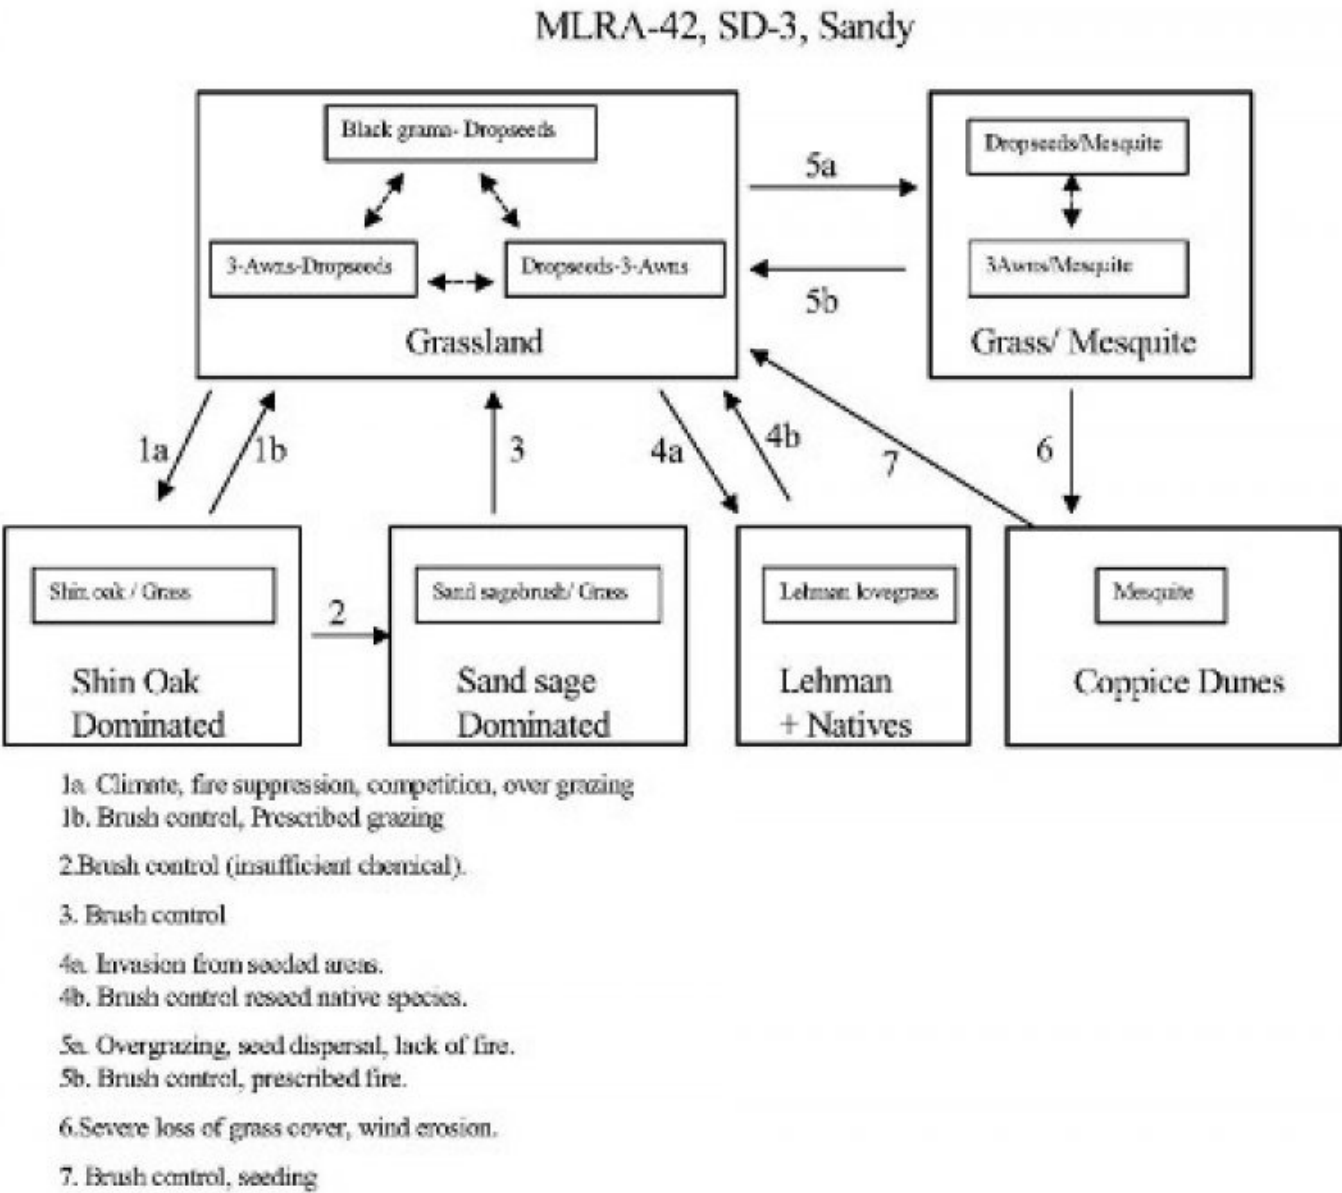 MLRA-42, SD-3, Sandy
Black grama- Dropseeds
3-Awns-Dropseeds
Dropseeds-3-Awns
Grassland
5a
5b
Dropseeds/Mesquite
3Awns/Mesquite
Grass/ Mesquite
1a
1b
3
4a
4b
7
6
Shin oak / Grass
Shin Oak
Dominated
2
Sand sagebrush/ Grass
Sand sage
Dominated
Lehman lovegrass
Lehman
+ Natives
Mesquite
Coppice Dunes
1a. Climate, fire suppression, competition, over grazing
1b. Brush control, Prescribed grazing
2.Brush control (insufficient chemical).
3. Brush control
4a. Invasion from seeded areas.
4b. Brush control reseed native species.
5a. Overgrazing, seed dispersal, lack of fire.
5b. Brush control, prescribed fire.
6.Severe loss of grass cover, wind erosion.
7. Brush control, seeding